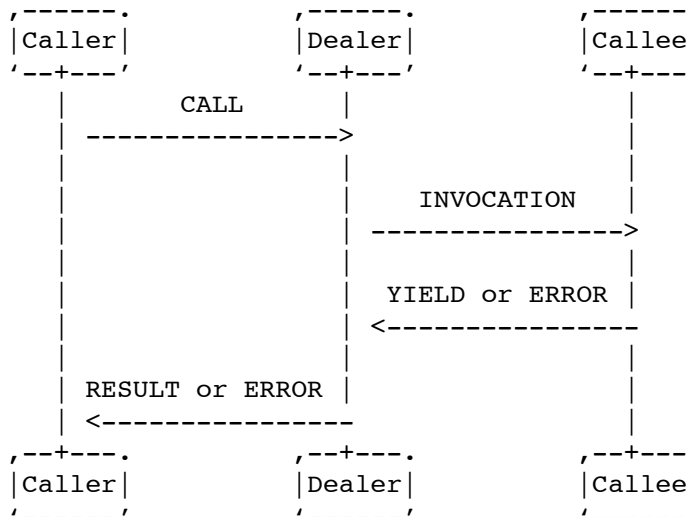 Caller Dealer Callee
CALL
INVOCATION
YIELD or ERROR
RESULT or ERROR
Caller Dealer Callee